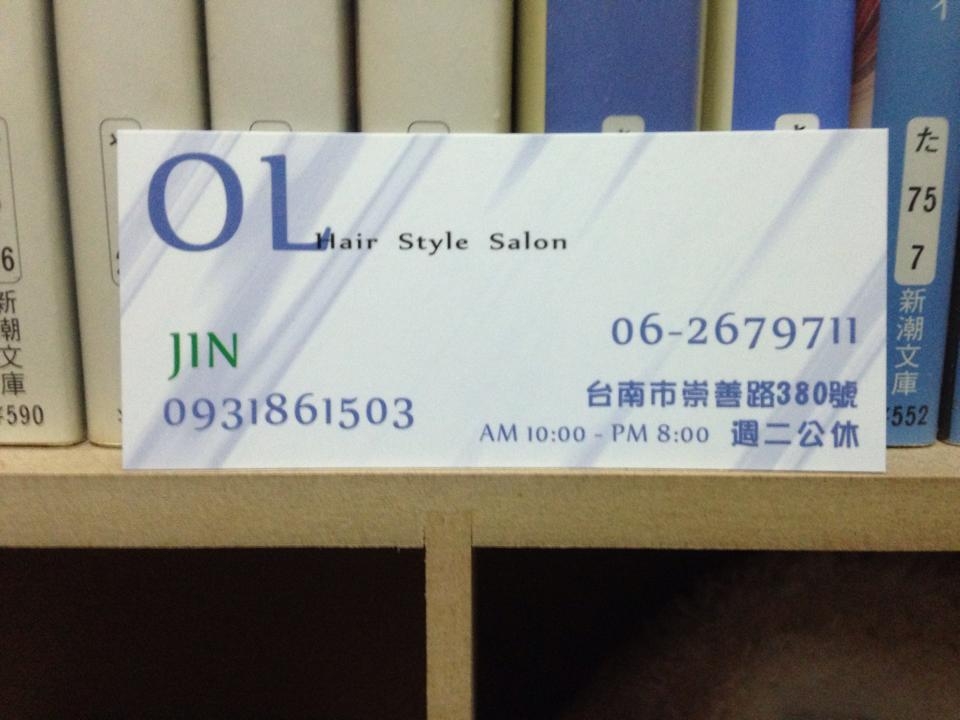 OL Hair Style Salon
JIN
0931861503
06-2679711
台南市崇善路380號
AM 10:00 - PM 8:00 週二公休
6
新潮文庫
¥590
た
75
7
新潮文庫
¥552